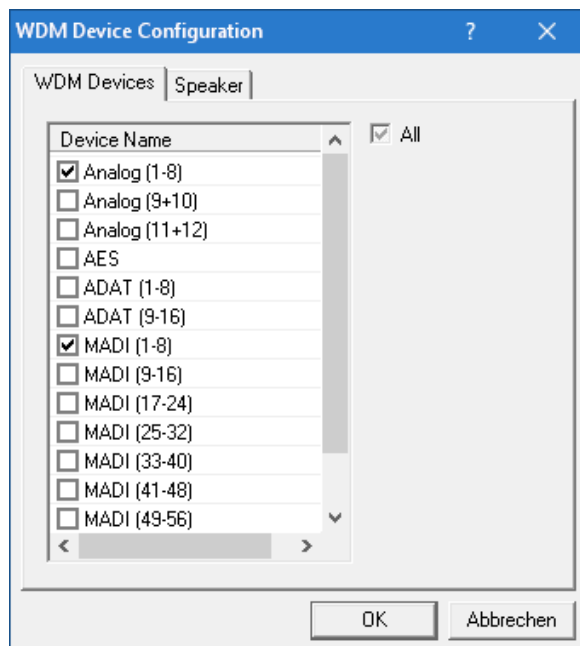 WDM Device Configuration ?
WDM Devices Speaker
Device Name
All
Analog (1-8)
Analog (9+10)
Analog (11+12)
AES
ADAT (1-8)
ADAT (9-16)
MADI (1-8)
MADI (9-16)
MADI (17-24)
MADI (25-32)
MADI (33-40)
MADI (41-48)
MADI (49-56)
OK Abbrechen